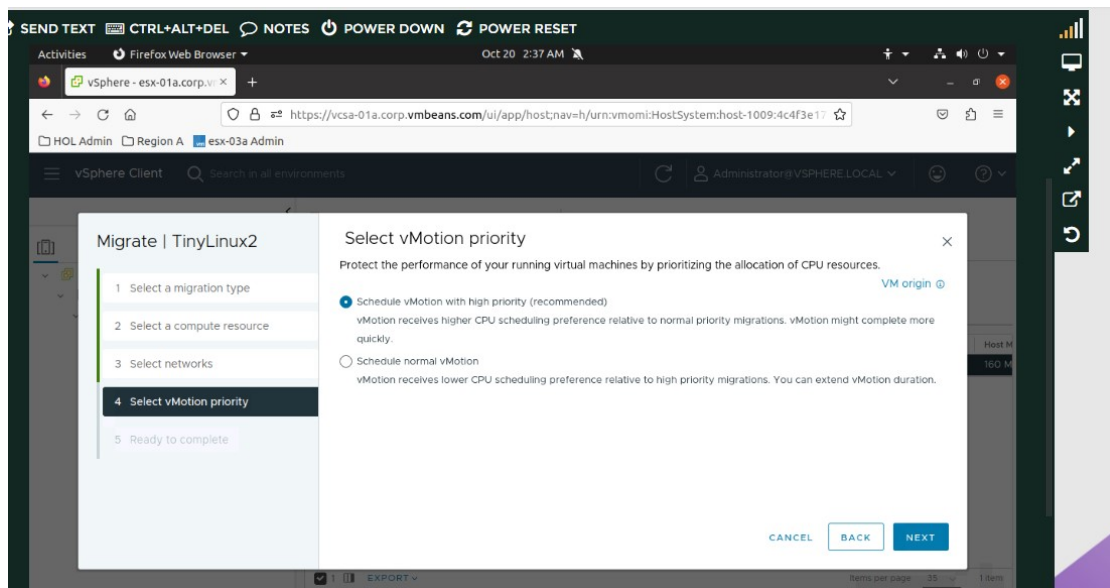 SEND TEXT CTRL+ALT+DEL NOTES POWER DOWN POWER RESET
Activities Firefox Web Browser Oct 20 2:37 AM
vSphere - esx-01a.corp.v × +
https://vcsa-01a.corp.vmbeans.com/ui/app/host;nav=h/urn:vmomi:HostSystem:host-1009:4c4f3e17
HOL Admin Region A esx-03a Admin
vSphere Client Search in all environments Administrator@VSPHERE.LOCAL
Migrate | TinyLinux2
1 Select a migration type
2 Select a compute resource
3 Select networks
4 Select vMotion priority
5 Ready to complete
Select vMotion priority
Protect the performance of your running virtual machines by prioritizing the allocation of CPU resources.
VM origin
Schedule vMotion with high priority (recommended)
vMotion receives higher CPU scheduling preference relative to normal priority migrations. vMotion might complete more
quickly.
Schedule normal vMotion
vMotion receives lower CPU scheduling preference relative to high priority migrations. You can extend vMotion duration.
CANCEL BACK NEXT
Host M
160 M
1 EXPORT Items per page 35 1 item